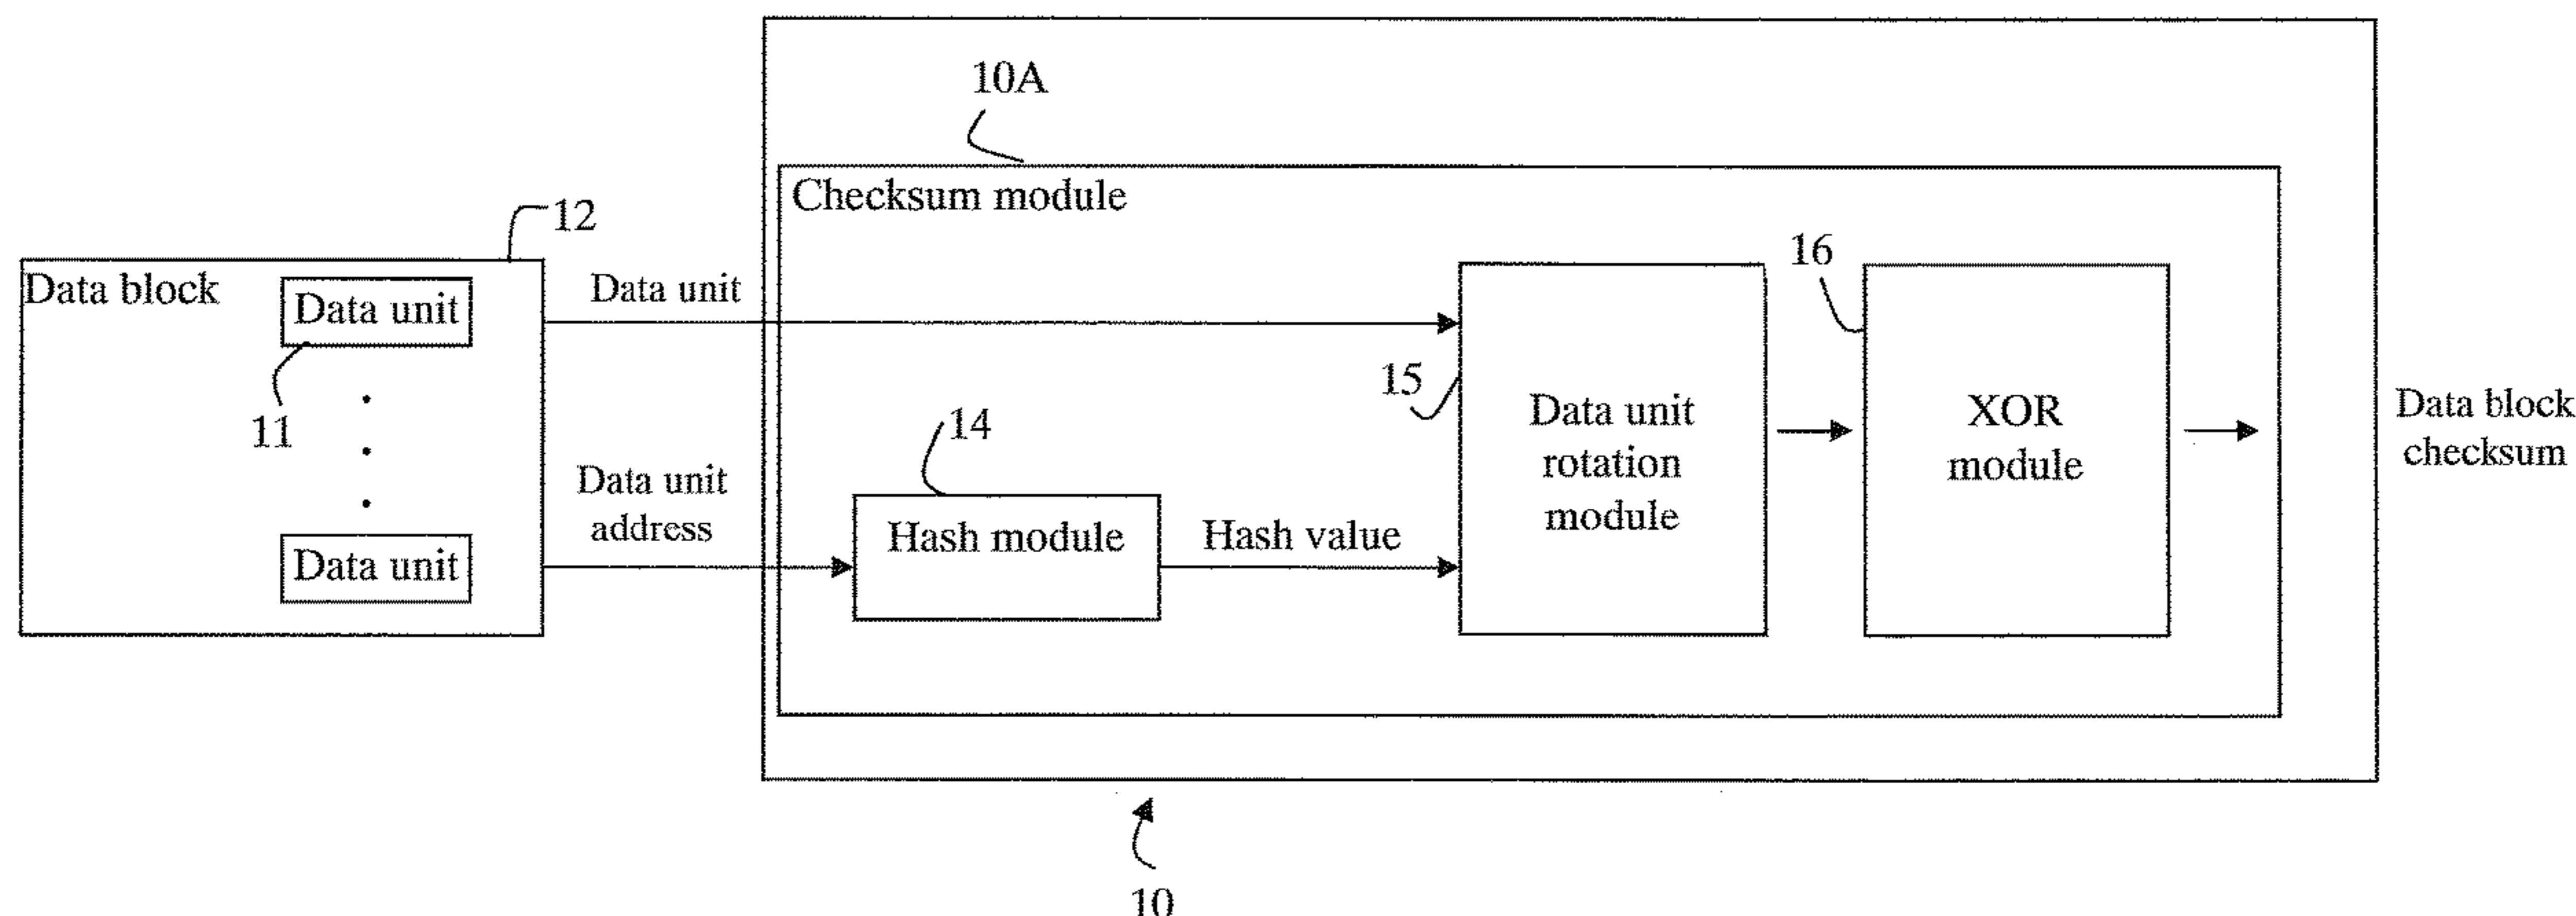 10A
Checksum module
12
Data block
Data unit
11
Data unit
Data unit
Data unit
address
14
Hash module
Hash value
15
Data unit
rotation
module
16
XOR
module
Data block
checksum
10